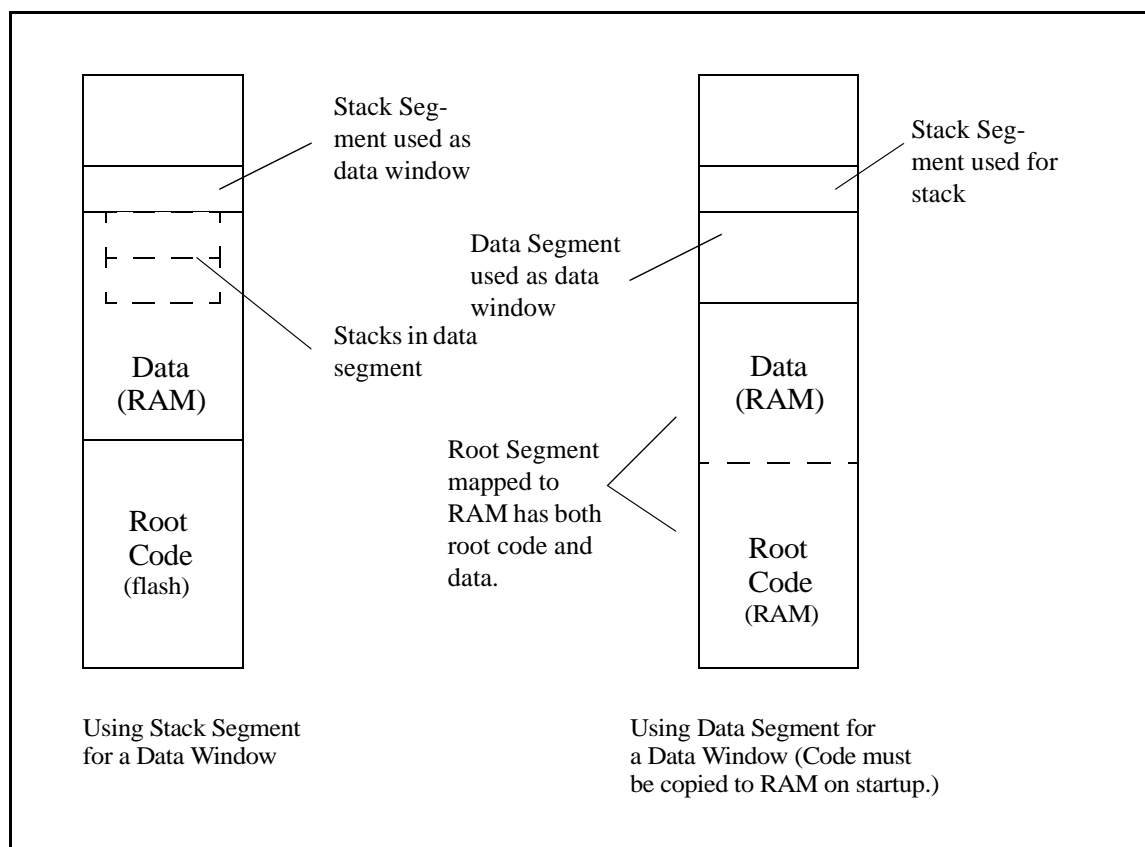 Stack Seg-
ment used as
data window
Stacks in data
segment
Data
(RAM)
Root
Code
(flash)
Using Stack Segment
for a Data Window
Stack Seg-
ment used for
stack
Data Segment
used as data
window
Data
(RAM)
Root Segment
mapped to
RAM has both
root code and
data.
Root
Code
(RAM)
Using Data Segment for
a Data Window (Code must
be copied to RAM on startup.)